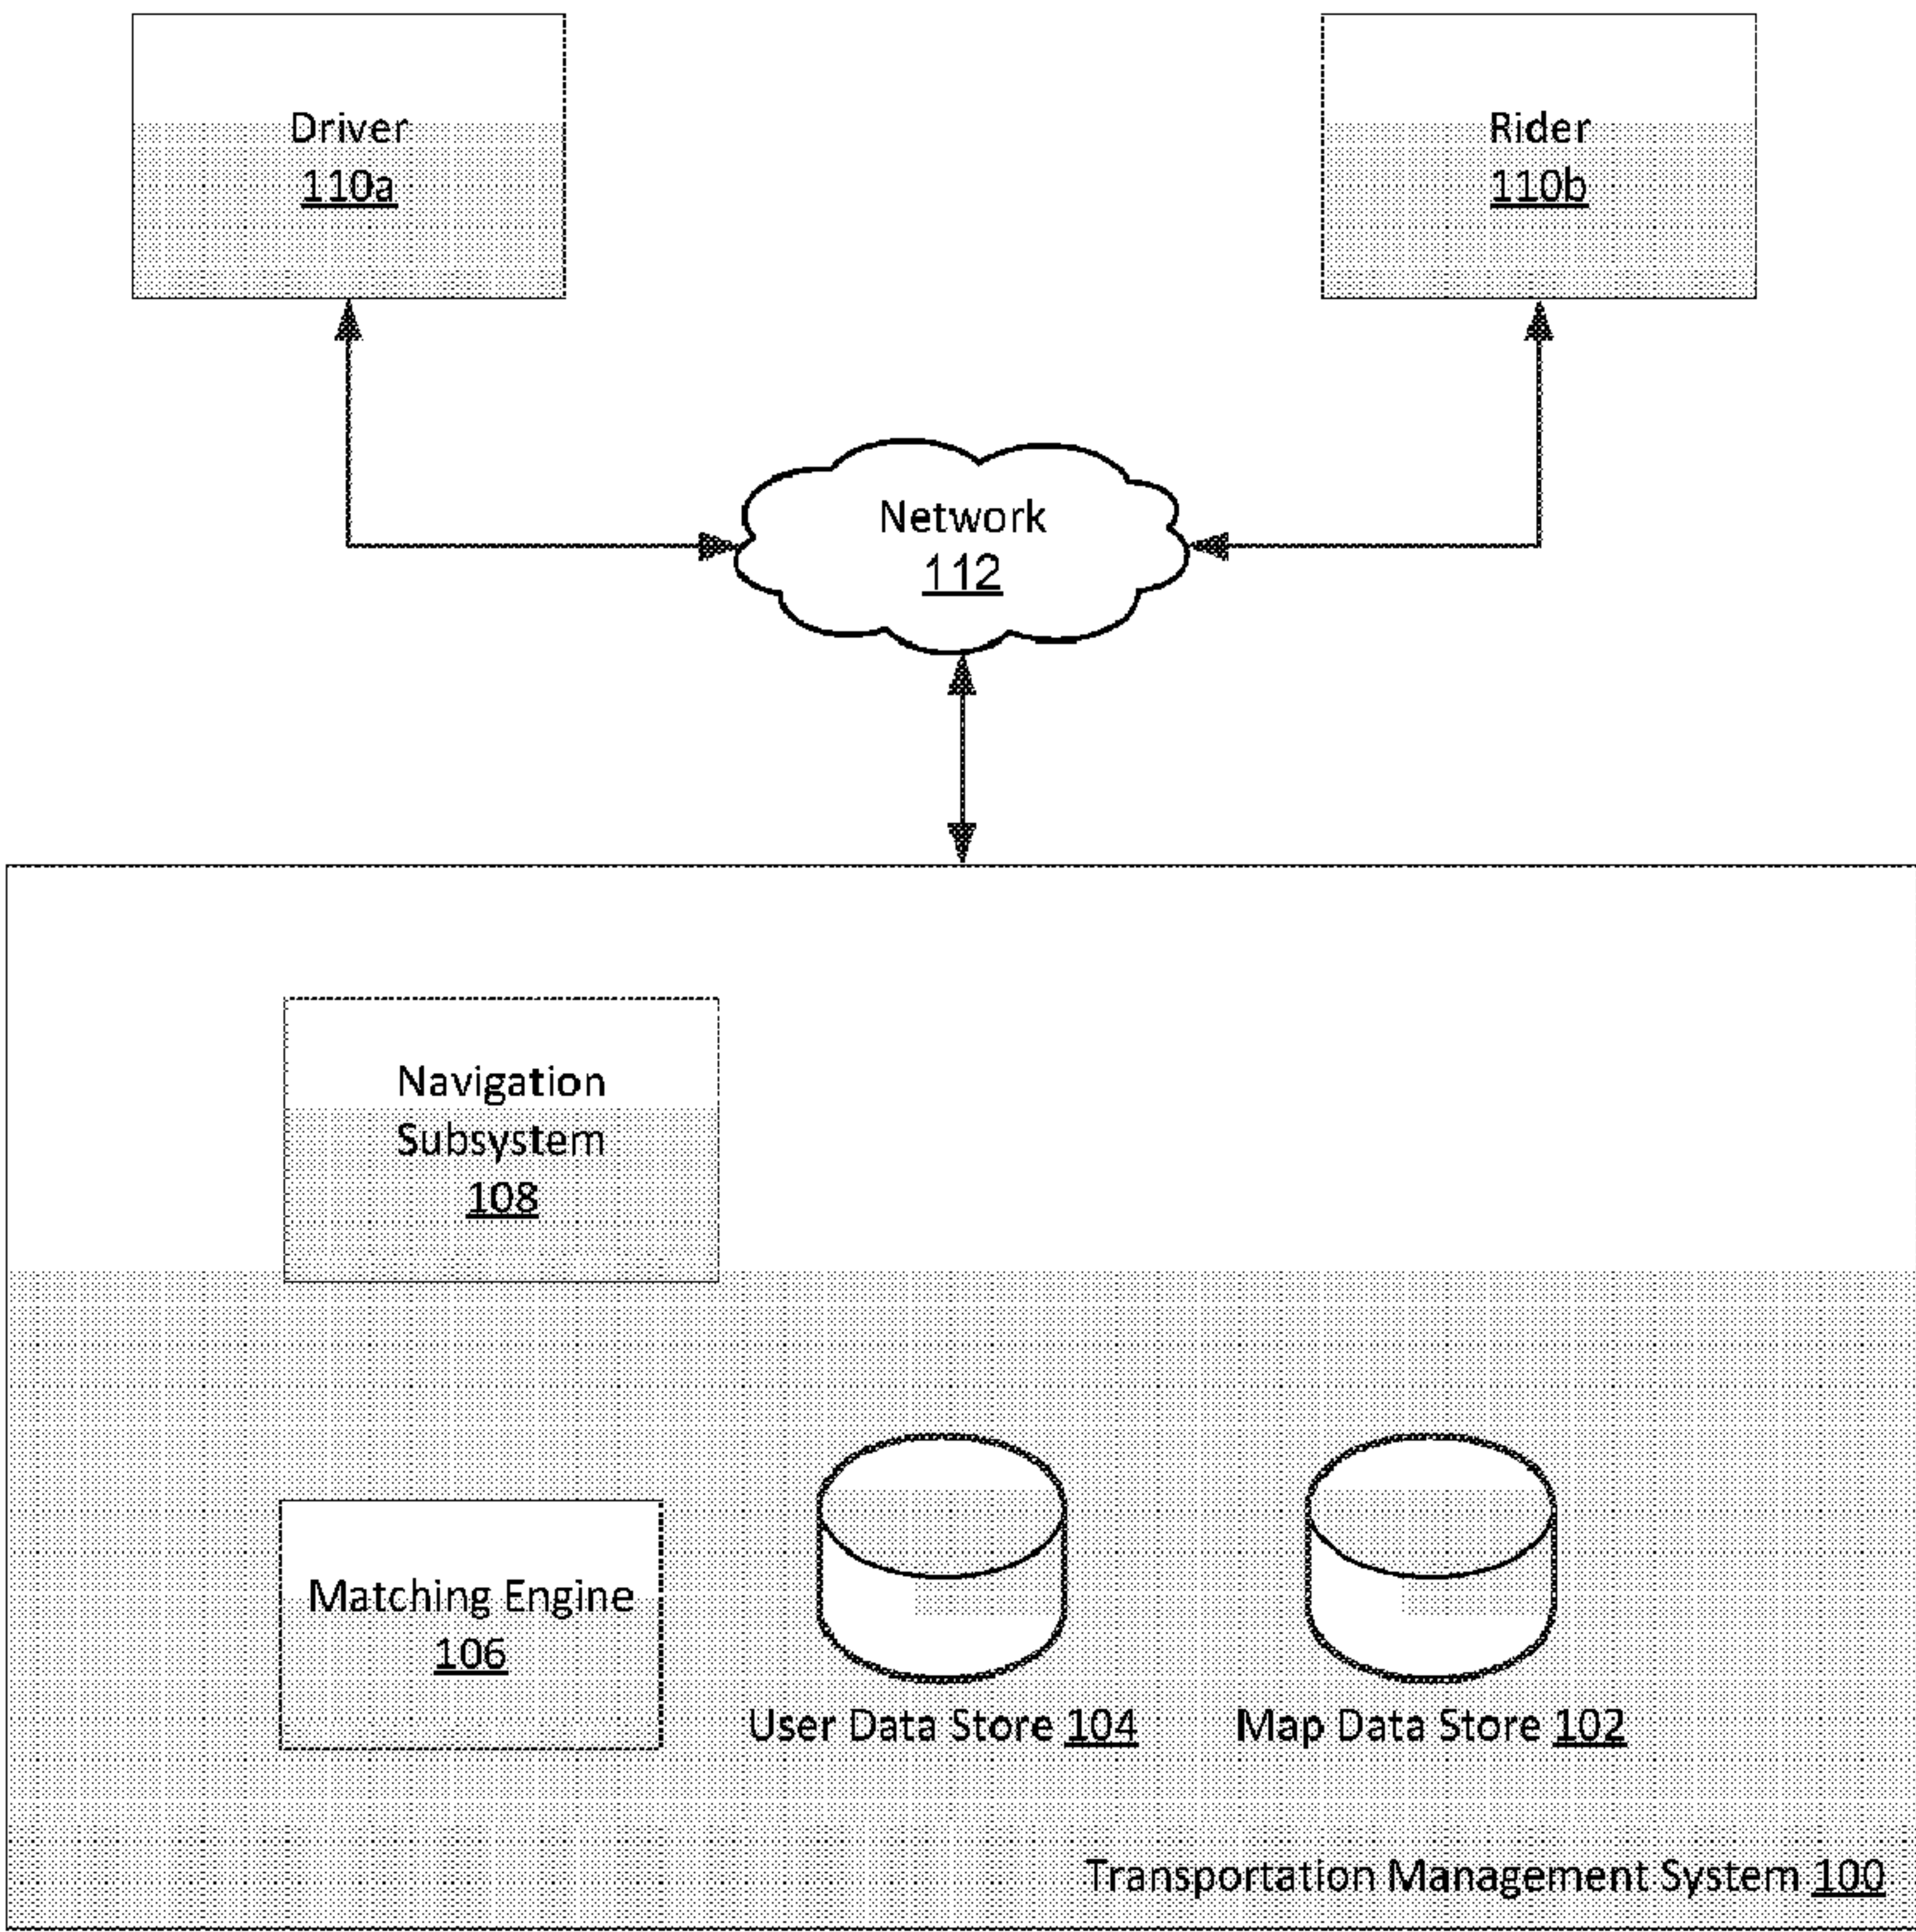 Driver
110a
Rider
110b
Network
112
Navigation
Subsystem
108
Matching Engine
106
User Data Store 104
Map Data Store 102
Transportation Management System 100